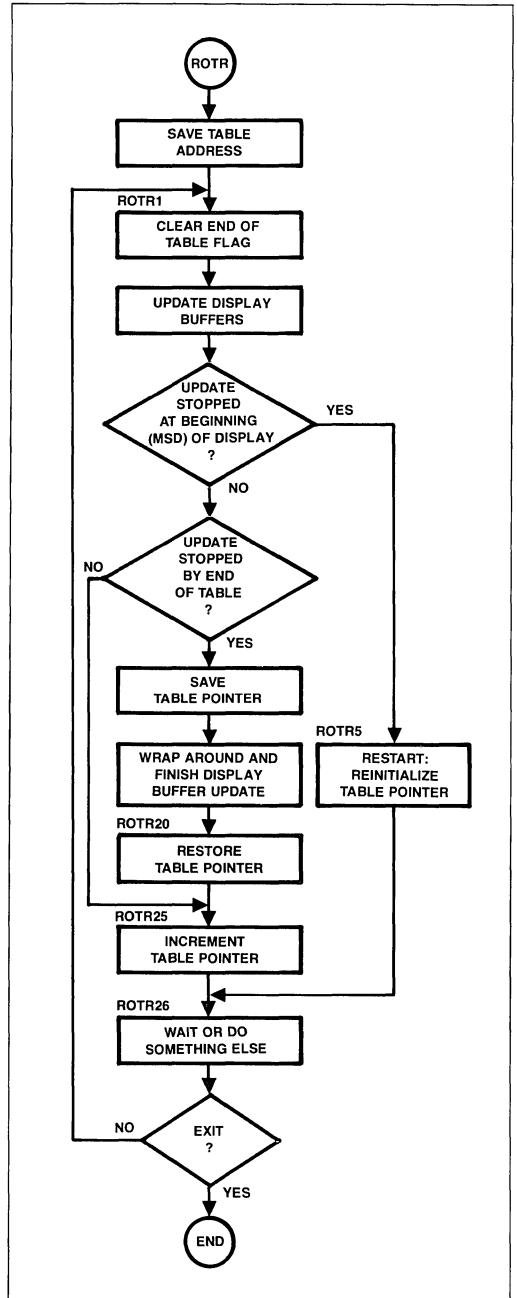 ROTR
SAVE TABLE
ADDRESS
ROTR1
CLEAR END OF
TABLE FLAG
UPDATE DISPLAY
BUFFERS
UPDATE
STOPPED
AT BEGINNING
(MSD) OF DISPLAY
?
YES
NO
UPDATE
STOPPED
BY END
OF TABLE
?
NO
YES
SAVE
TABLE POINTER
ROTR5
RESTART:
REINITIALIZE
TABLE POINTER
WRAP AROUND AND
FINISH DISPLAY
BUFFER UPDATE
ROTR20
RESTORE
TABLE POINTER
ROTR25
INCREMENT
TABLE POINTER
ROTR26
WAIT OR DO
SOMETHING ELSE
NO
EXIT
?
YES
END